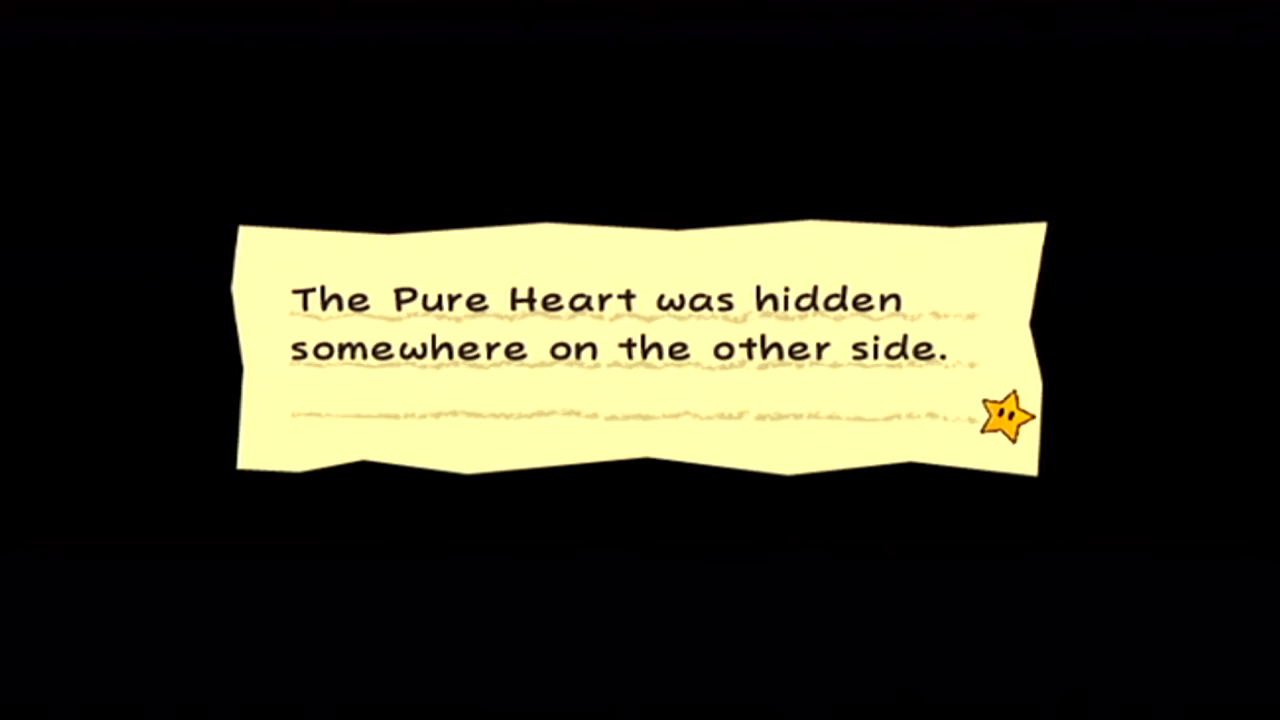 The Pure Heart was hidden
somewhere on the other side.